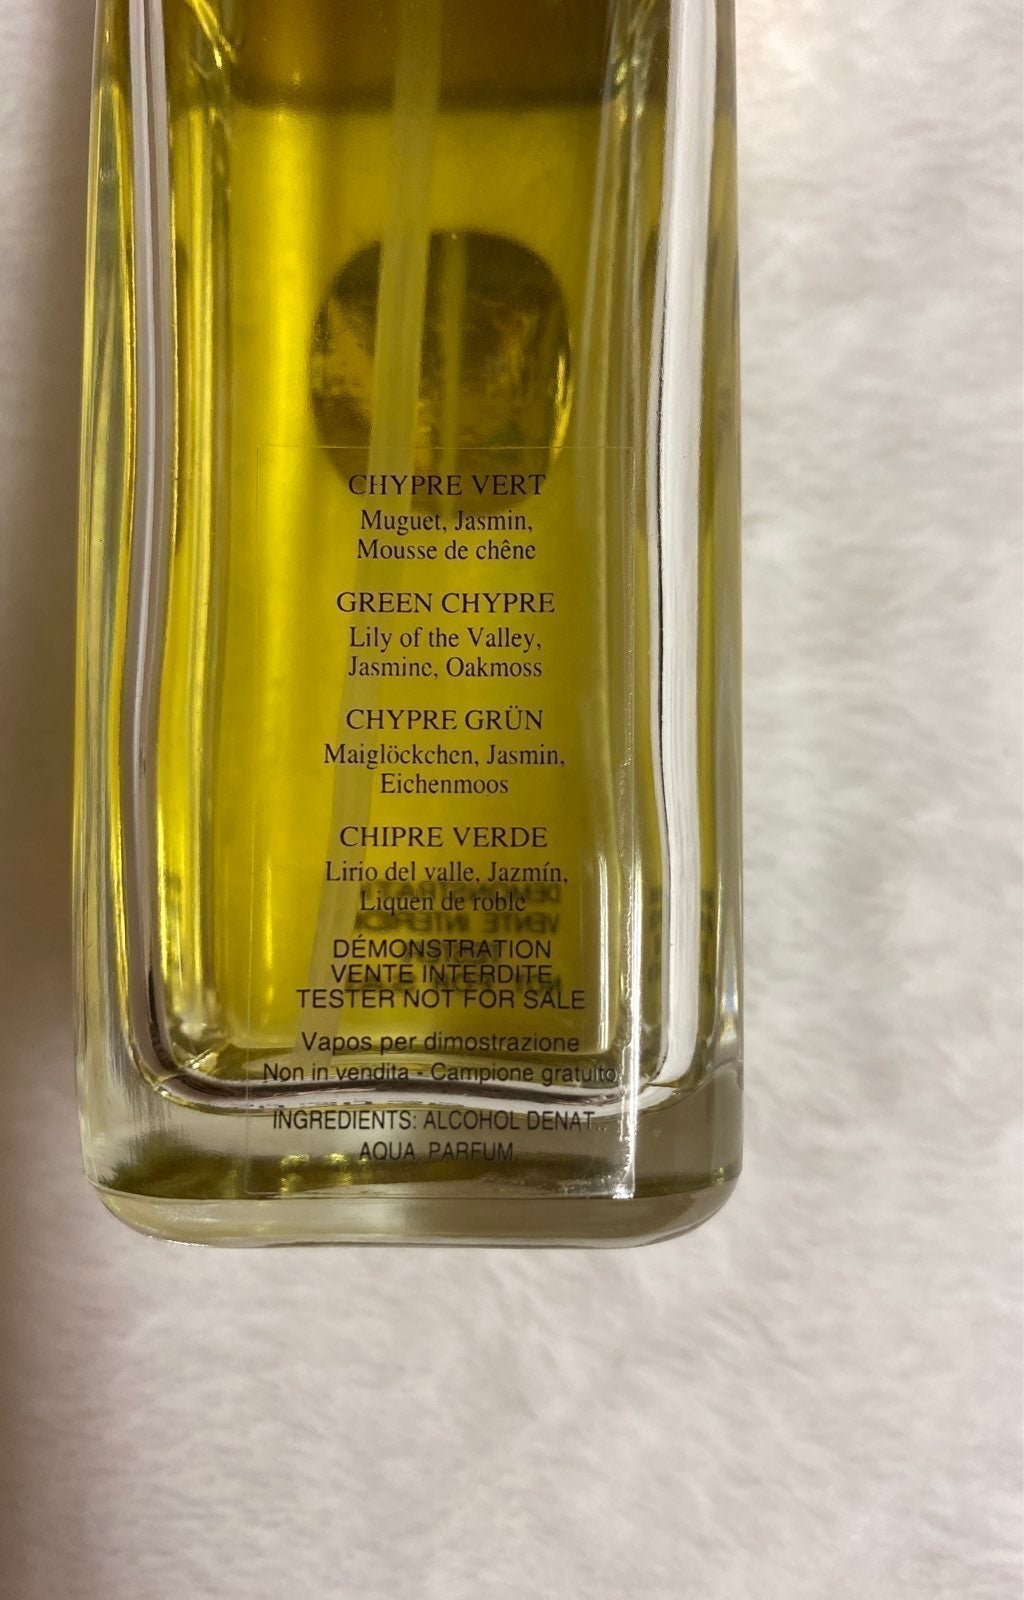 CHYPRE VERT
Muguet, Jasmin,
Mousse de chêne
GREEN CHYPRE
Lily of the Valley,
Jasmine, Oakmoss
CHYPRE GRÜN
Maiglöckchen, Jasmin,
Eichenmoos
CHIPRE VERDE
Lirio del valle, Jazmín,
Liquen de roble
DÉMONSTRATION
VENTE INTERDITE
TESTER NOT FOR SALE
Vapos per dimostrazione
Non in vendita - Campione gratuito
INGREDIENTS: ALCOHOL DENAT.,
AQUA, PARFUM.